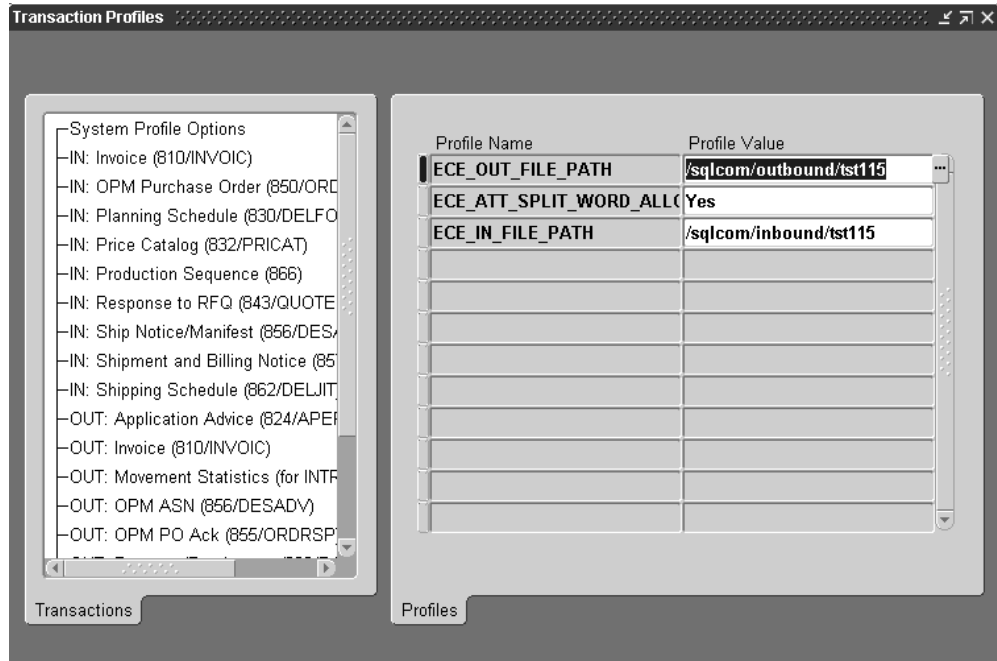 Transaction Profiles
System Profile Options
IN: Invoice (810/INVOIC)
IN: OPM Purchase Order (850/ORD
IN: Planning Schedule (830/DELFO
IN: Price Catalog (832/PRICAT)
IN: Production Sequence (866)
IN: Response to RFQ (843/QUOTE
IN: Ship Notice/Manifest (856/DESA
IN: Shipment and Billing Notice (857
IN: Shipping Schedule (862/DELJIT)
OUT: Application Advice (824/APER
OUT: Invoice (810/INVOIC)
OUT: Movement Statistics (for INTR
OUT: OPM ASN (856/DESADV)
OUT: OPM PO Ack (855/ORDRSP)
Transactions
Profile Name Profile Value
ECE_OUT_FILE_PATH /sqlcom/outbound/tst115
ECE_ATT_SPLIT_WORD_ALLO Yes
ECE_IN_FILE_PATH /sqlcom/inbound/tst115
Profiles